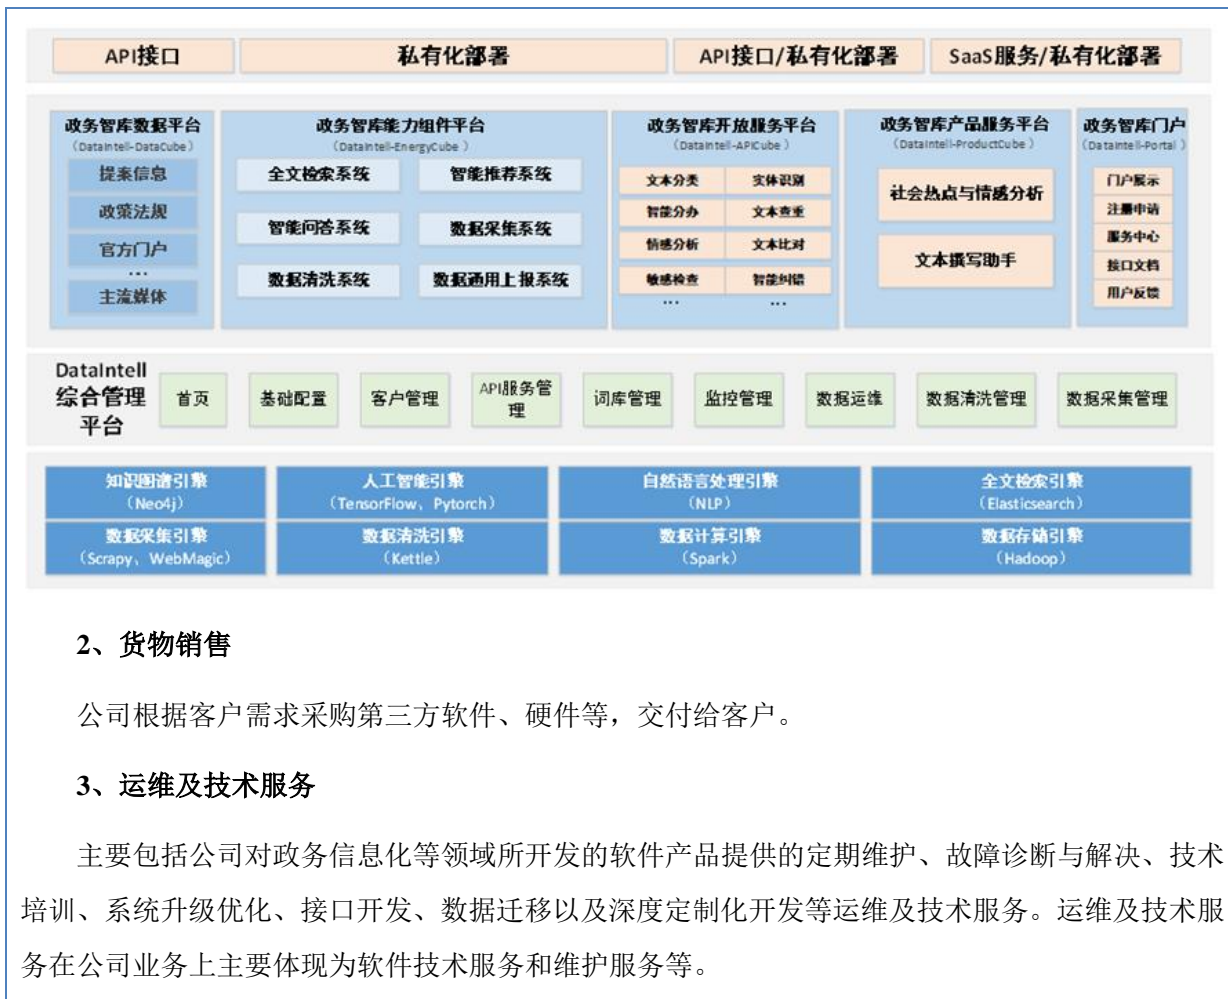 API接口 私有化部署 API接口/私有化部署 SaaS服务/私有化部署
政务智库数据平台
（DataIntell-DataCube）
提案信息
政策法规
官方门户
...
主流媒体
政务智库能力组件平台
（DataIntell-EnergyCube ）
全文检索系统 智能推荐系统
智能问答系统 数据采集系统
数据清洗系统 数据通用上报系统
政务智库开放服务平台
（DataIntell-APICube ）
文本分类 实体识别
智能分办 文本查重
情感分析 文本比对
敏感检查 智能纠错
... ...
政务智库产品服务平台
（DataIntell-ProductCube ）
社会热点与情感分析
文本撰写助手
政务智库门户
（DataIntell-Portal ）
门户展示
注册申请
服务中心
接口文档
用户反馈
DataIntell
综合管理
平台
首页 基础配置 客户管理 API服务管
理 词库管理 监控管理 数据运维 数据清洗管理 数据采集管理
知识图谱引擎
（Neo4j）
人工智能引擎
（TensorFlow、Pytorch）
自然语言处理引擎
（NLP）
全文检索引擎
（Elasticsearch）
数据采集引擎
（Scrapy、WebMagic）
数据清洗引擎
（Kettle）
数据计算引擎
（Spark）
数据存储引擎
（Hadoop）
2、货物销售
公司根据客户需求采购第三方软件、硬件等，交付给客户。
3、运维及技术服务
主要包括公司对政务信息化等领域所开发的软件产品提供的定期维护、故障诊断与解决、技术
培训、系统升级优化、接口开发、数据迁移以及深度定制化开发等运维及技术服务。运维及技术服
务在公司业务上主要体现为软件技术服务和维护服务等。